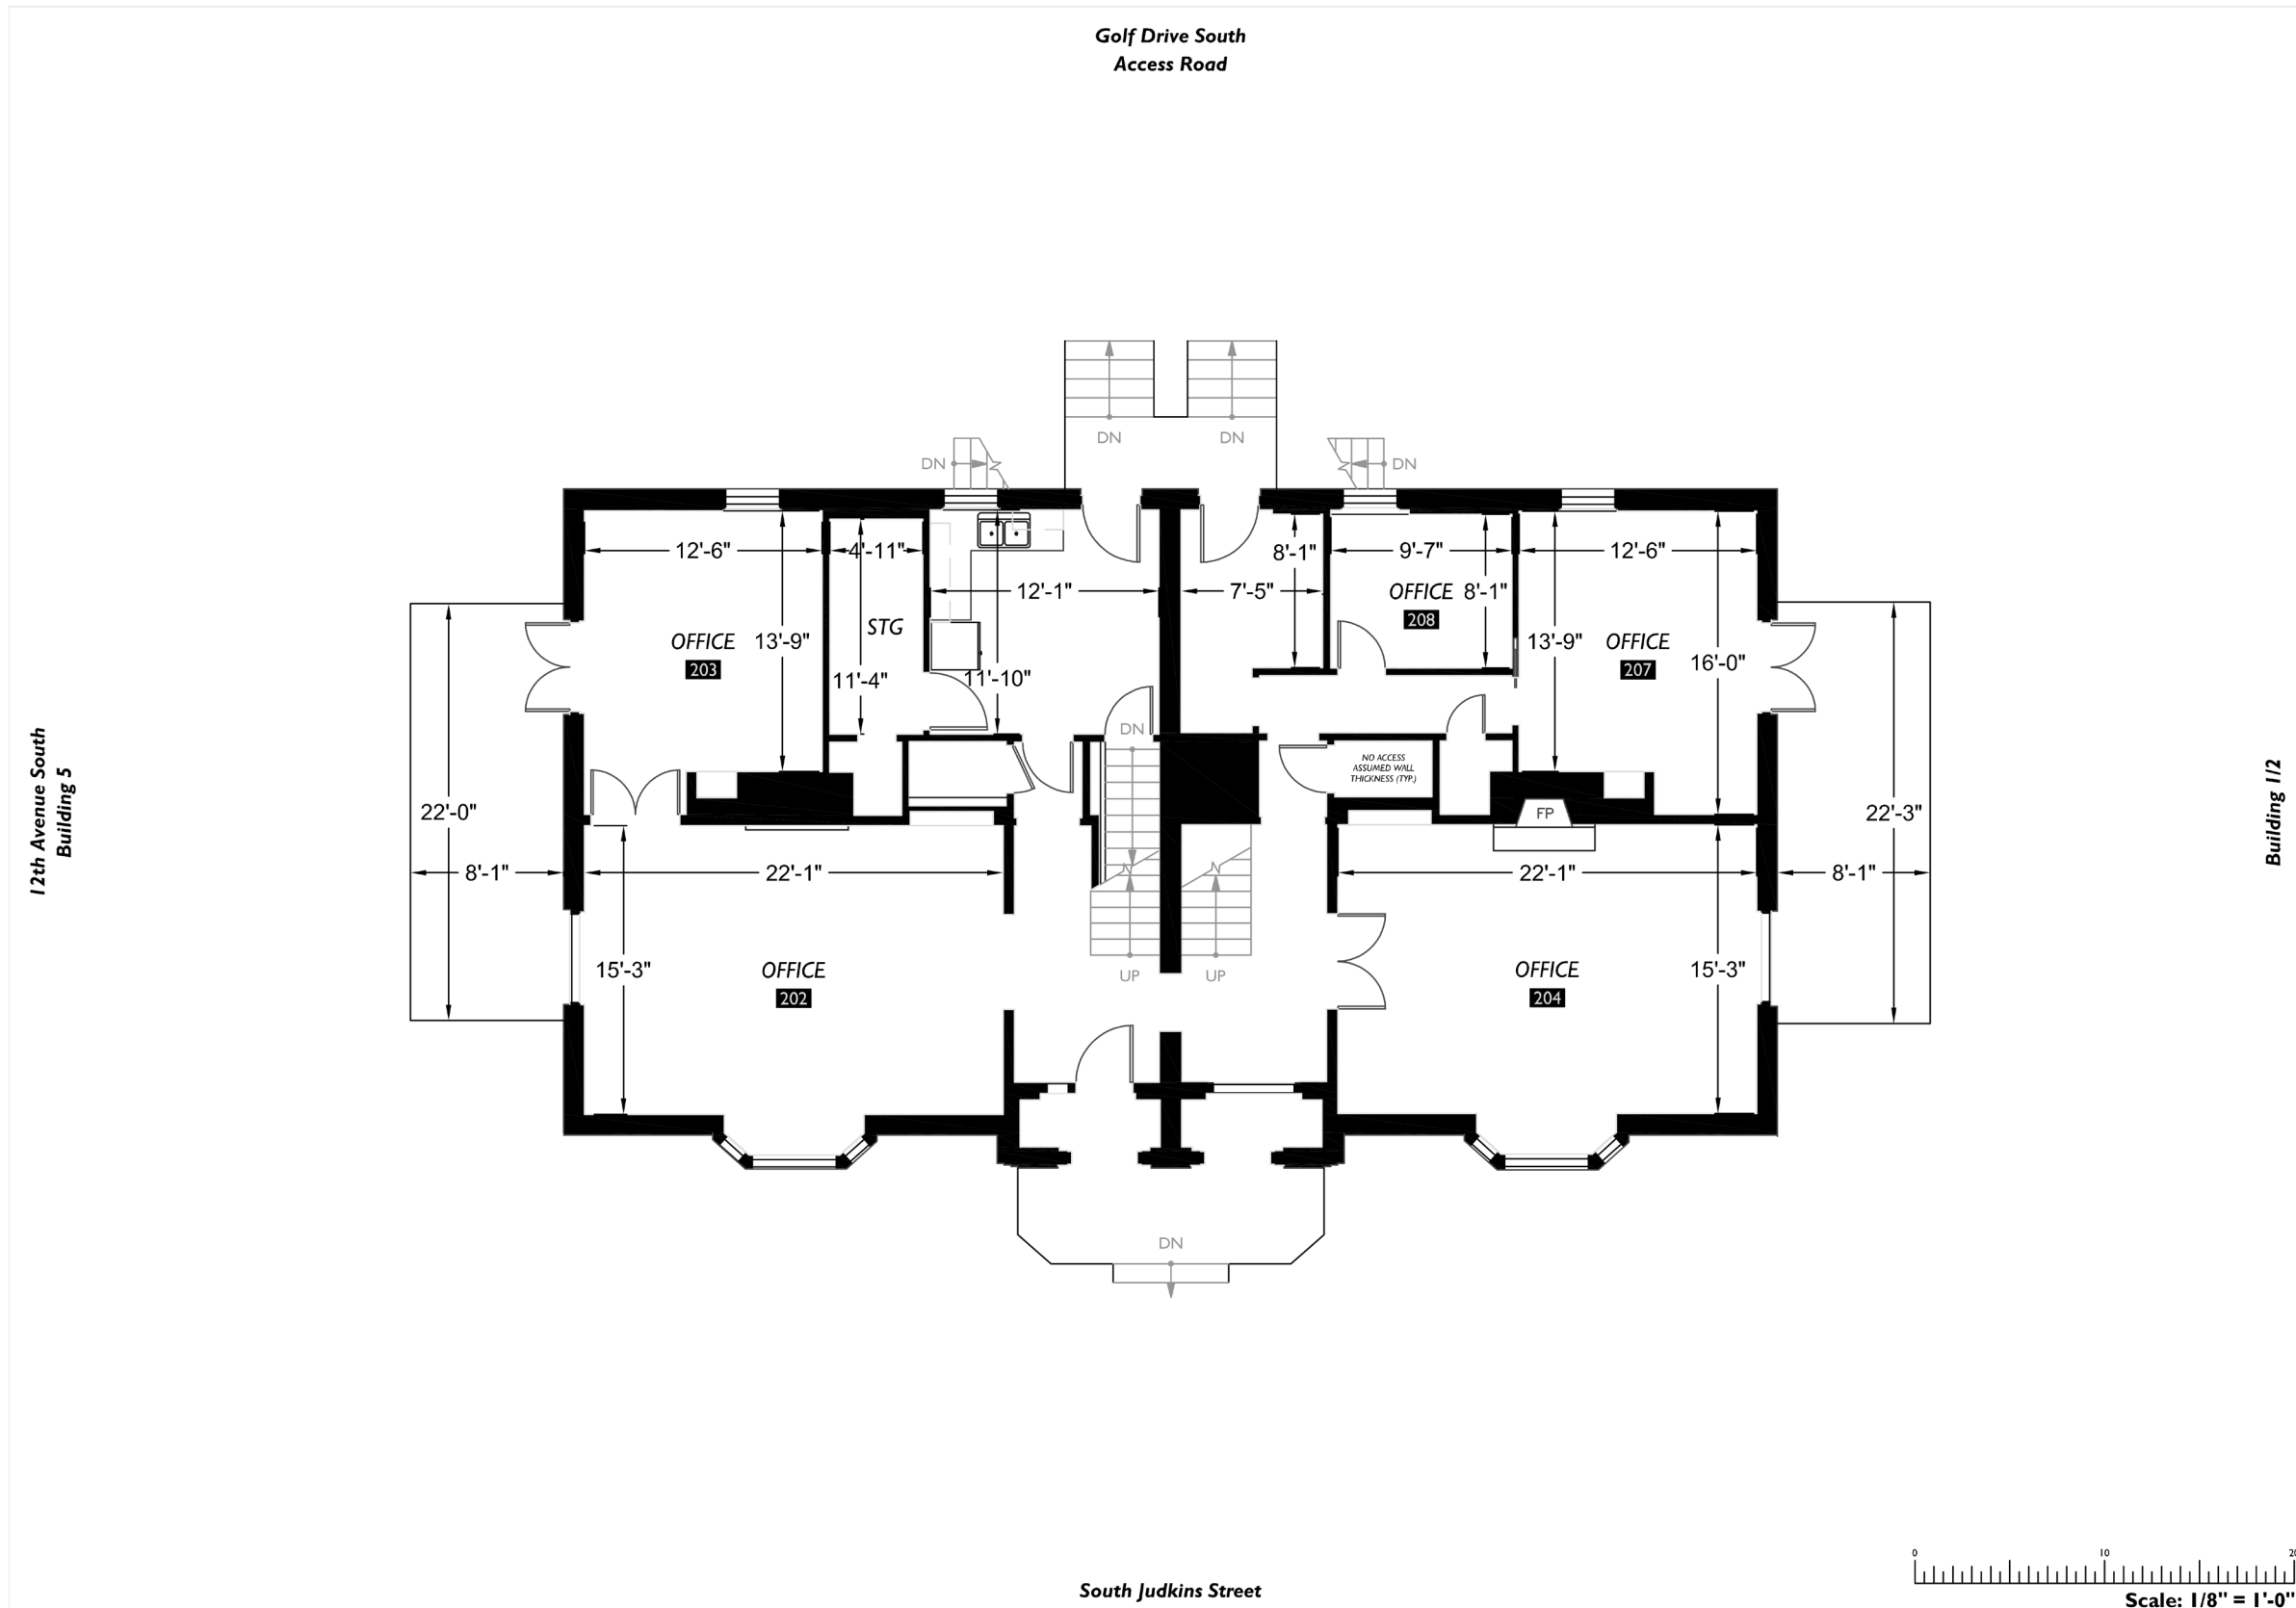 Golf Drive South
Access Road
DN
DN
DN
DN
12'-6"
4'-11"
8'-1"
9'-7"
12'-6"
12'-1"
7'-5"
OFFICE
208
8'-1"
STG
OFFICE
203
13'-9"
13'-9"
OFFICE
207
16'-0"
11'-4"
11'-10"
DN
NO ACCESS
ASSUMED WALL
THICKNESS (TYP.)
12th Avenue South
Building 5
Building 1/2
22'-0"
FP
22'-3"
8'-1"
22'-1"
22'-1"
8'-1"
15'-3"
OFFICE
202
UP
UP
OFFICE
204
15'-3"
DN
South Judkins Street
0
10
Scale: 1/8" = 1'-0"